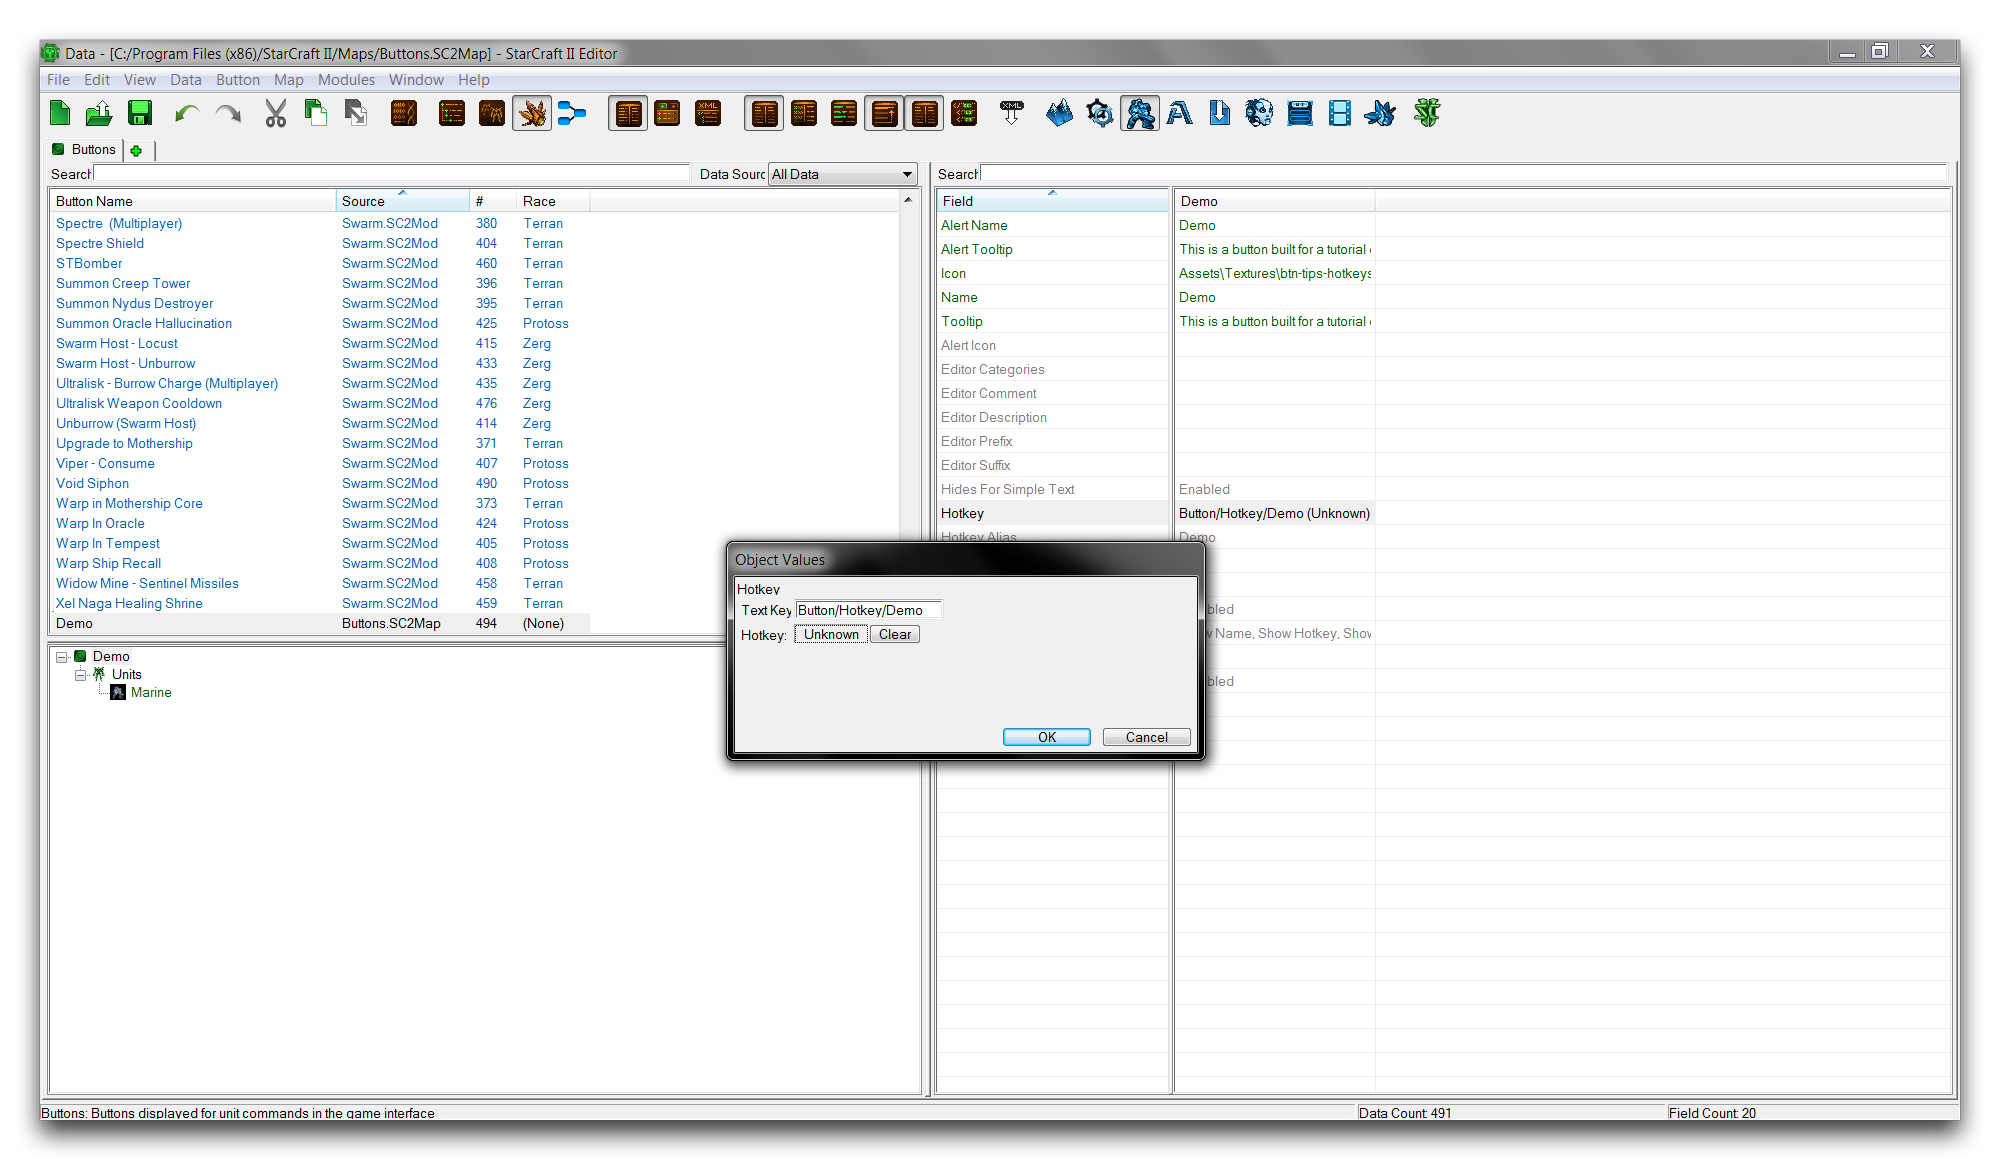 Data - [C:/Program Files (x86)/StarCraft II/Maps/Buttons.SC2Map] - StarCraft II Editor
File Edit View Data Button Map Modules Window Help
XML XML
Buttons
Search Data Sourc All Data Search
Button Name Source # Race
Spectre (Multiplayer) Swarm.SC2Mod 380 Terran
Spectre Shield Swarm.SC2Mod 404 Terran
STBomber Swarm.SC2Mod 460 Terran
Summon Creep Tower Swarm.SC2Mod 396 Terran
Summon Nydus Destroyer Swarm.SC2Mod 395 Terran
Summon Oracle Hallucination Swarm.SC2Mod 425 Protoss
Swarm Host - Locust Swarm.SC2Mod 415 Zerg
Swarm Host - Unburrow Swarm.SC2Mod 433 Zerg
Ultralisk - Burrow Charge (Multiplayer) Swarm.SC2Mod 435 Zerg
Ultralisk Weapon Cooldown Swarm.SC2Mod 476 Zerg
Unburrow (Swarm Host) Swarm.SC2Mod 414 Zerg
Upgrade to Mothership Swarm.SC2Mod 371 Terran
Viper - Consume Swarm.SC2Mod 407 Protoss
Void Siphon Swarm.SC2Mod 490 Protoss
Warp in Mothership Core Swarm.SC2Mod 373 Terran
Warp In Oracle Swarm.SC2Mod 424 Protoss
Warp In Tempest Swarm.SC2Mod 405 Protoss
Warp Ship Recall Swarm.SC2Mod 408 Protoss
Widow Mine - Sentinel Missiles Swarm.SC2Mod 458 Terran
Xel Naga Healing Shrine Swarm.SC2Mod 459 Terran
Demo Buttons.SC2Map 494 (None)
Demo
Units
Marine
Field Demo
Alert Name Demo
Alert Tooltip This is a button built for a tutorial
Icon Assets\Textures\btn-tips-hotkeys
Name Demo
Tooltip This is a button built for a tutorial
Alert Icon
Editor Categories
Editor Comment
Editor Description
Editor Prefix
Editor Suffix
Hides For Simple Text Enabled
Hotkey Button/Hotkey/Demo (Unknown)
Hotkey Alias Demo
bled
w Name, Show Hotkey, Show
bled
Object Values
Hotkey
Text Key Button/Hotkey/Demo
Hotkey: Unknown Clear
OK Cancel
Buttons: Buttons displayed for unit commands in the game interface Data Count: 491 Field Count: 20